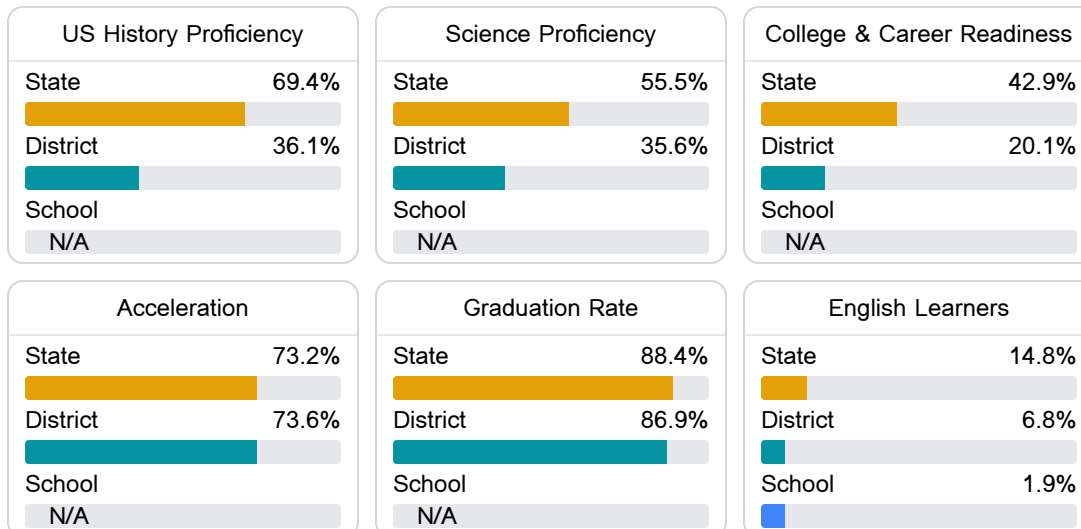 US History Proficiency
State 69.4%
District 36.1%
School
N/A
Science Proficiency
State 55.5%
District 35.6%
School
N/A
College & Career Readiness
State 42.9%
District 20.1%
School
N/A
Acceleration
State 73.2%
District 73.6%
School
N/A
Graduation Rate
State 88.4%
District 86.9%
School
N/A
English Learners
State 14.8%
District 6.8%
School 1.9%